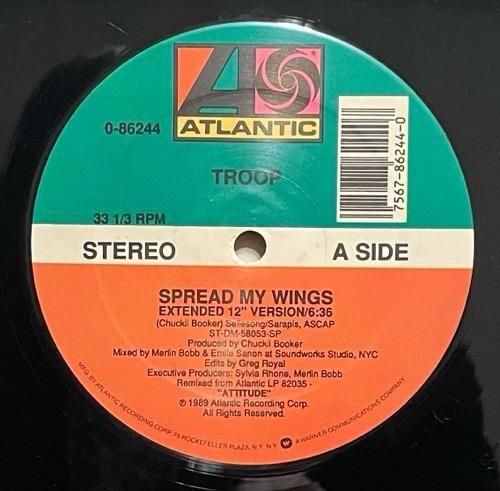 ATLANTIC
0-86244
7567-86244-0
TROOP
33 1/3 RPM
STEREO
A SIDE
SPREAD MY WINGS
EXTENDED 12" VERSION/6:36
(Chuckii Booker) Selessong/Sarapis, ASCAP
ST-DM-58053-SP
Produced by Chuckii Booker
Mixed by Merlin Bobb & Emile Sanon at Soundworks Studio, NYC
Edits by Greg Royal
Executive Producers: Sylvia Rhone, Merlin Bobb
Remixed from Atlantic LP 82035 -
"ATTITUDE"
℗ 1989 Atlantic Recording Corp.
All Rights Reserved.
MFG. BY ATLANTIC RECORDING CORP. 75 ROCKEFELLER PLAZA, N.Y. N.Y. A WARNER COMMUNICATIONS COMPANY